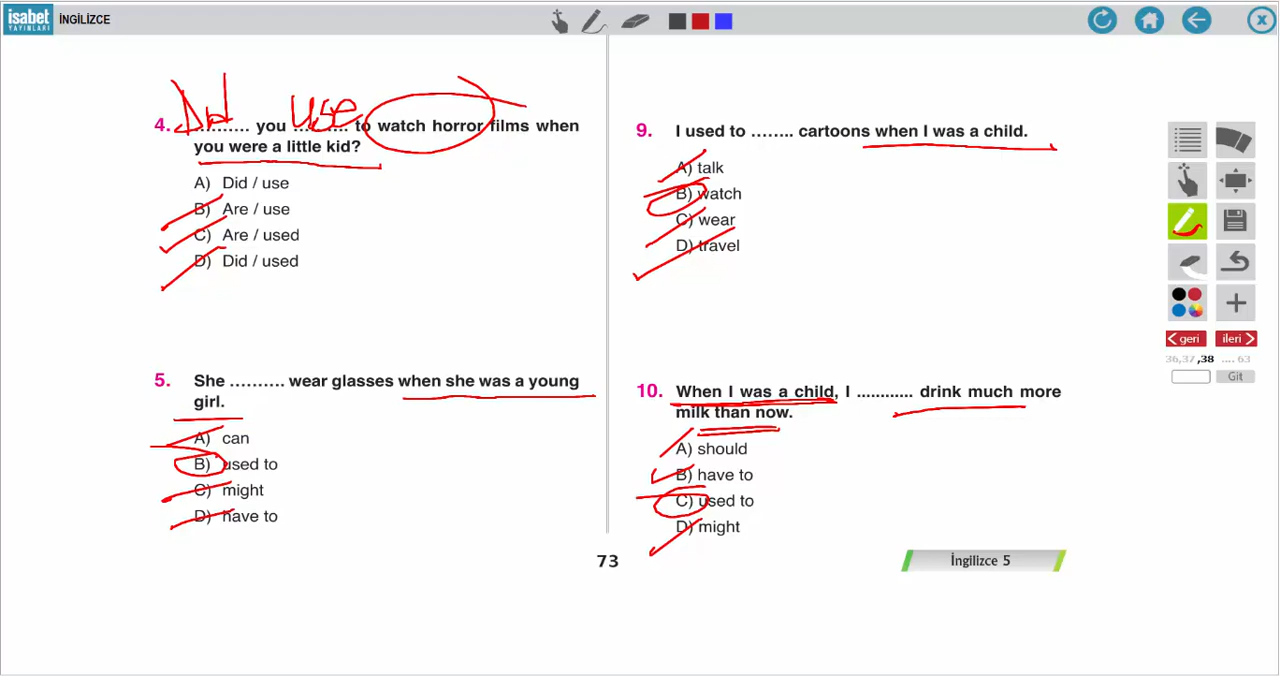 isabet
YAYINLARI
İNGİLİZCE
Did use
4. ………. you ………. to watch horror films when
you were a little kid?
A) Did / use
B) Are / use
C) Are / used
D) Did / used
5. She ………. wear glasses when she was a young
girl.
A) can
B) used to
C) might
D) have to
9. I used to …….. cartoons when I was a child.
A) talk
B) watch
C) wear
D) travel
10. When I was a child, I ............ drink much more
milk than now.
A) should
B) have to
C) used to
D) might
73
İngilizce 5
geri ileri
36,37,38 .... 63
Git